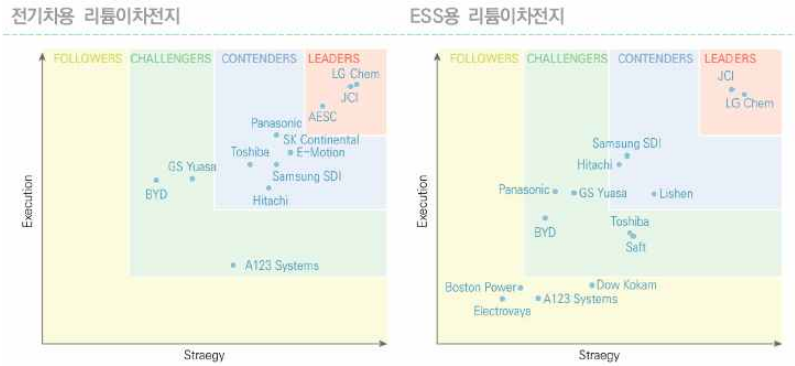 전기차용 리튬이차전지
FOLLOWERS CHALLENGERS CONTENDERS LEADERS
LG Chem
JCI
AESC
Panasonic
SK Continental
E-Motion
Toshiba
GS Yuasa
Samsung SDI
BYD
Hitachi
A123 Systems
Execution
Straegy
ESS용 리튬이차전지
FOLLOWERS CHALLENGERS CONTENDERS LEADERS
JCI
LG Chem
Samsung SDI
Hitachi
Panasonic
GS Yuasa
Lishen
BYD
Toshiba
Saft
Boston Power
Dow Kokam
A123 Systems
Electrovaya
Execution
Straegy